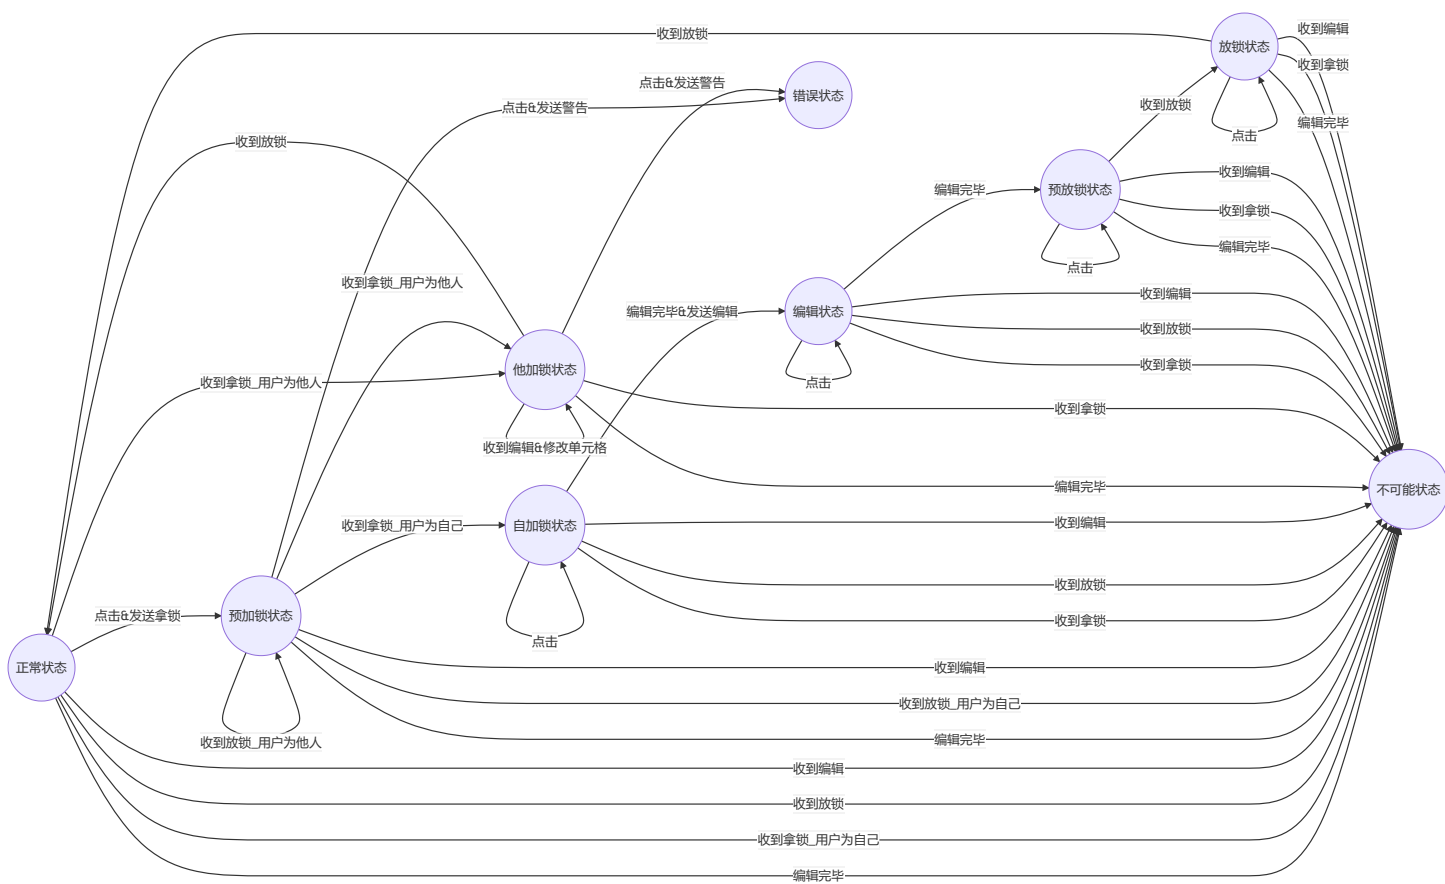 收到编辑
收到放锁
放锁状态
收到拿锁
点击&发送警告
错误状态
点击&发送警告
收到放锁
编辑完毕
点击
收到放锁
收到编辑
编辑完毕
预放锁状态
收到拿锁
编辑完毕
点击
收到拿锁_用户为他人
收到编辑
编辑完毕&发送编辑
编辑状态
收到放锁
收到拿锁
他加锁状态
收到拿锁_用户为他人
点击
收到拿锁
收到编辑&修改单元格
编辑完毕
不可能状态
收到拿锁_用户为自己
自加锁状态
收到编辑
收到放锁
点击&发送拿锁
预加锁状态
收到拿锁
点击
正常状态
收到编辑
收到放锁_用户为自己
收到放锁_用户为他人
编辑完毕
收到编辑
收到放锁
收到拿锁_用户为自己
编辑完毕